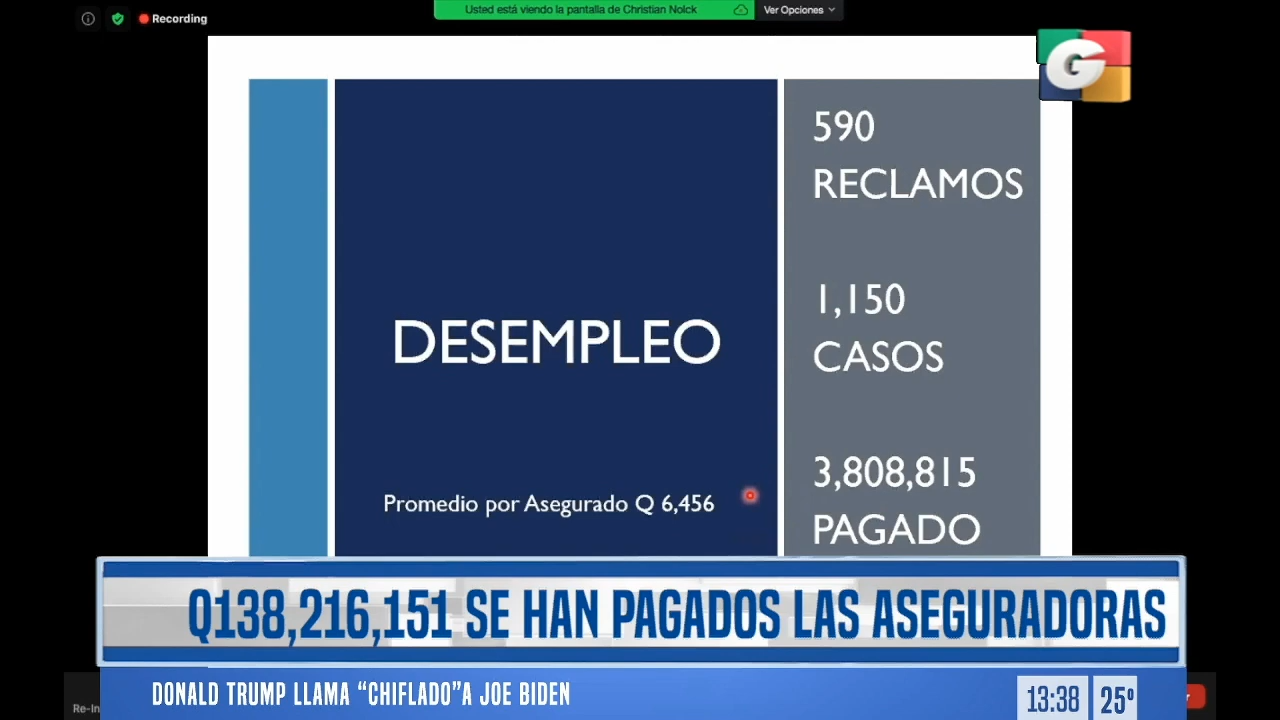 Recording
Usted está viendo la pantalla de Christian Nolck
Ver Opciones
G
590
RECLAMOS
1,150
CASOS
DESEMPLEO
3,808,815
PAGADO
Promedio por Asegurado Q 6,456
Q138,216,151 SE HAN PAGADOS LAS ASEGURADORAS
DONALD TRUMP LLAMA “CHIFLADO”A JOE BIDEN
13:38
25º